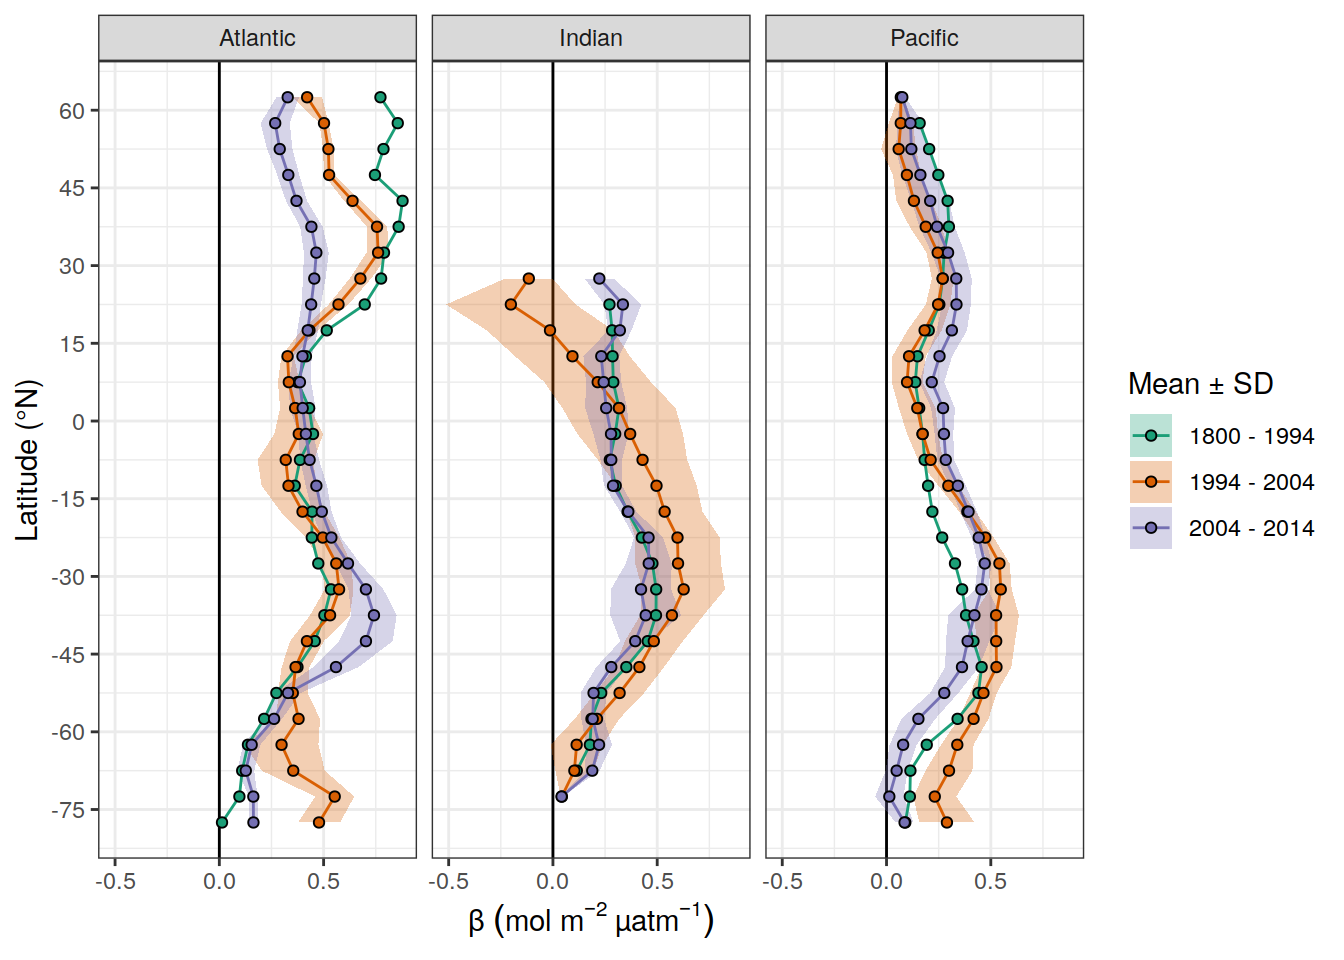 Atlantic Indian Pacific
60
45
30
15
0
-15
-30
-45
-60
-75
Latitude (°N)
-0.5 0.0 0.5 -0.5 0.0 0.5 -0.5 0.0 0.5
β (mol m⁻² µatm⁻¹)
Mean ± SD
1800 - 1994
1994 - 2004
2004 - 2014